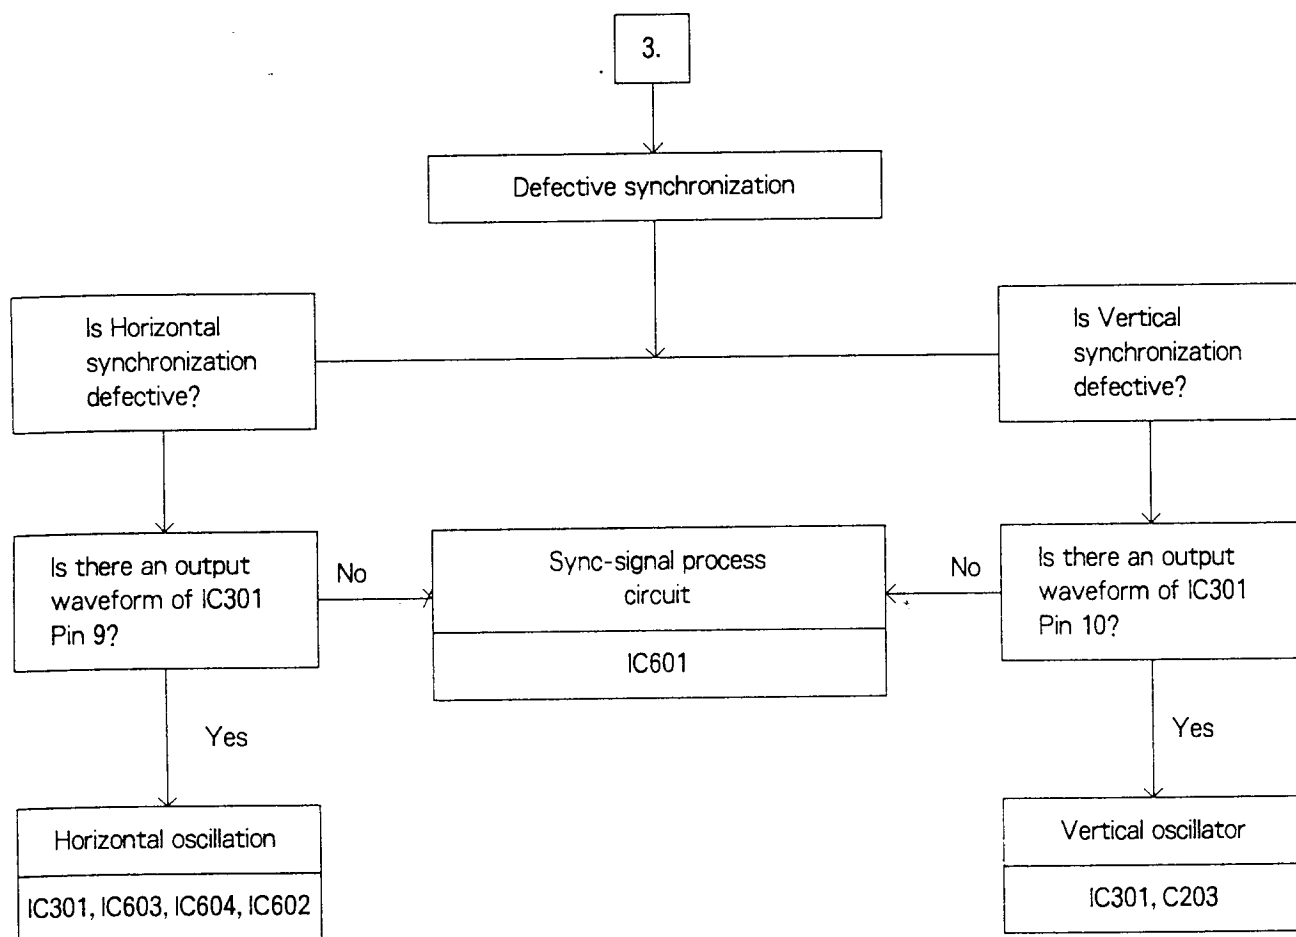 3.
Defective synchronization
Is Horizontal
synchronization
defective?
Is Vertical
synchronization
defective?
Is there an output
waveform of IC301
Pin 9?
No
Sync-signal process
circuit
IC601
No
Is there an output
waveform of IC301
Pin 10?
Yes
Yes
Horizontal oscillation
IC301, IC603, IC604, IC602
Vertical oscillator
IC301, C203